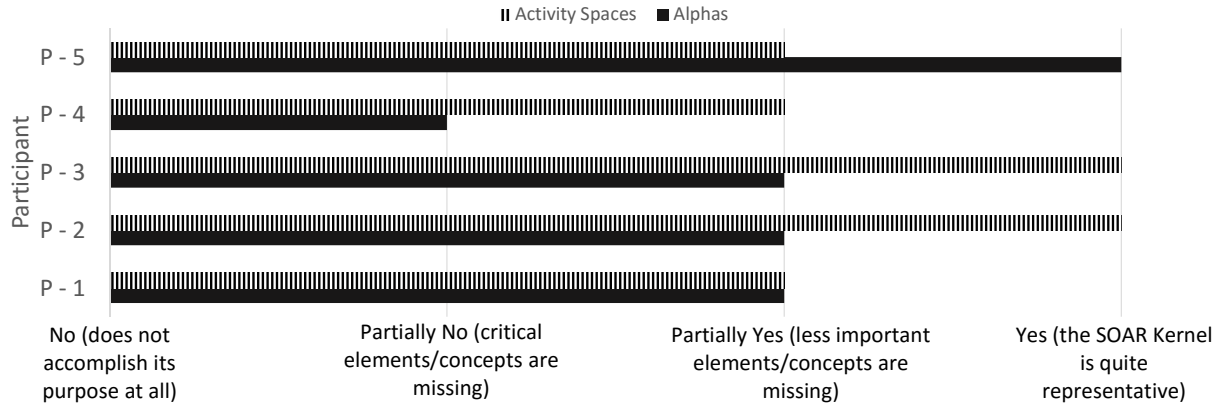 Activity Spaces Alphas
Participant
P - 5
P - 4
P - 3
P - 2
P - 1
No (does not
accomplish its
purpose at all)
Partially No (critical
elements/concepts are
missing)
Partially Yes (less important
elements/concepts are
missing)
Yes (the SOAR Kernel
is quite
representative)